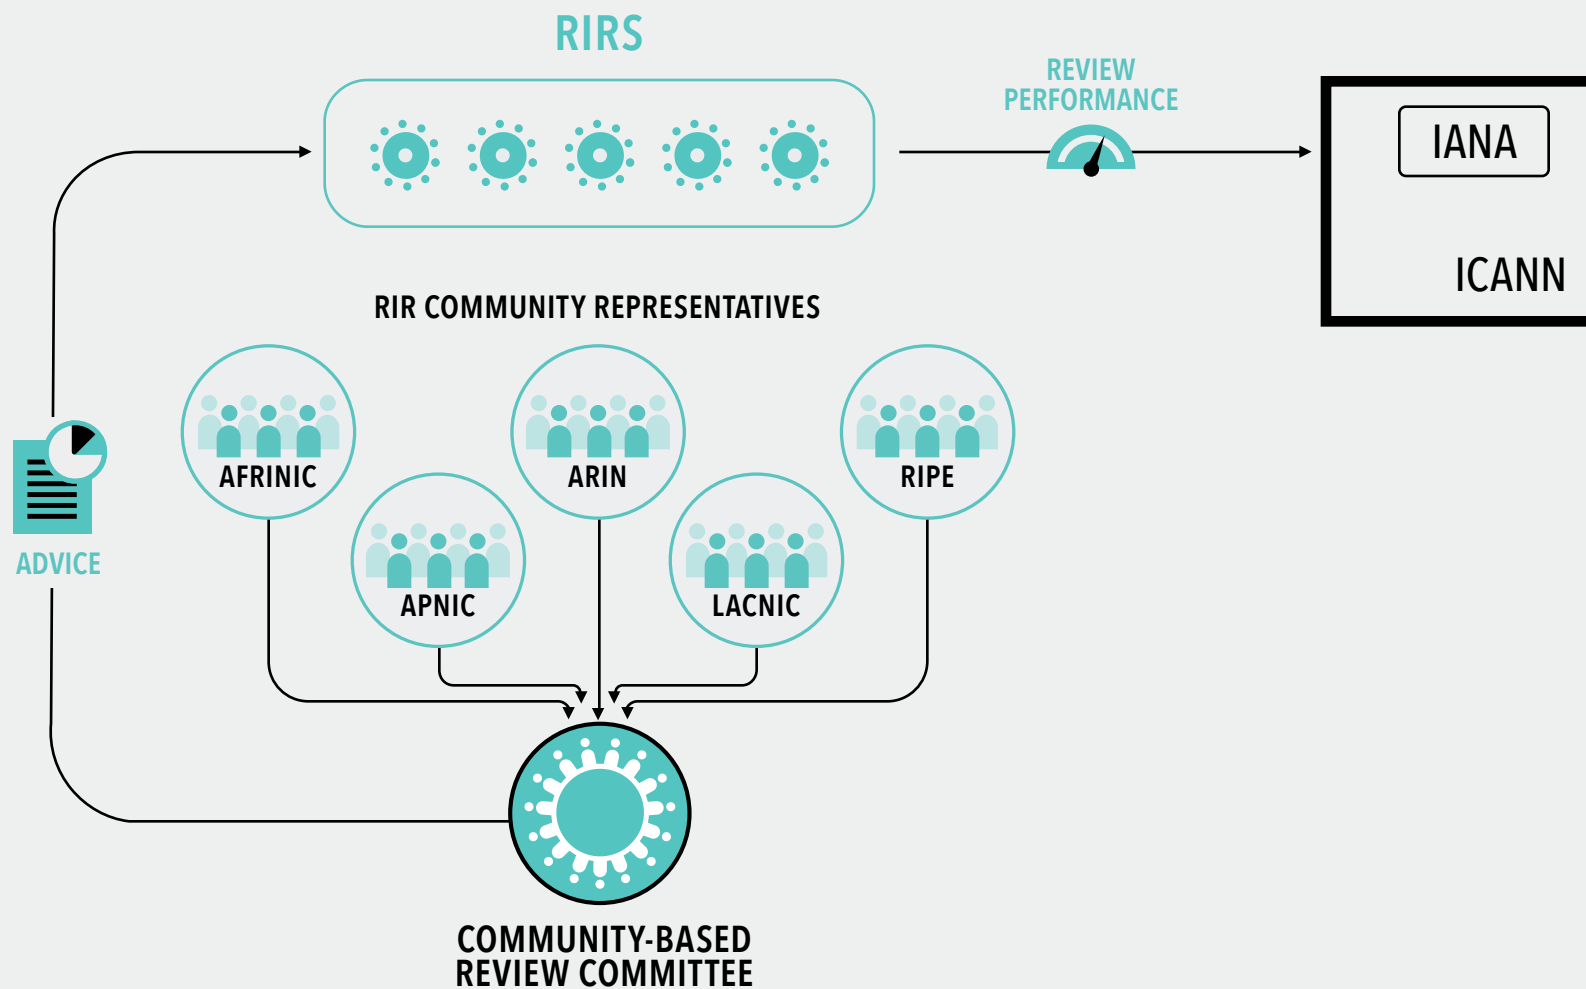 RIRS
REVIEW
PERFORMANCE
IANA
ICANN
RIR COMMUNITY REPRESENTATIVES
AFRINIC
ARIN
RIPE
APNIC
LACNIC
ADVICE
COMMUNITY-BASED
REVIEW COMMITTEE